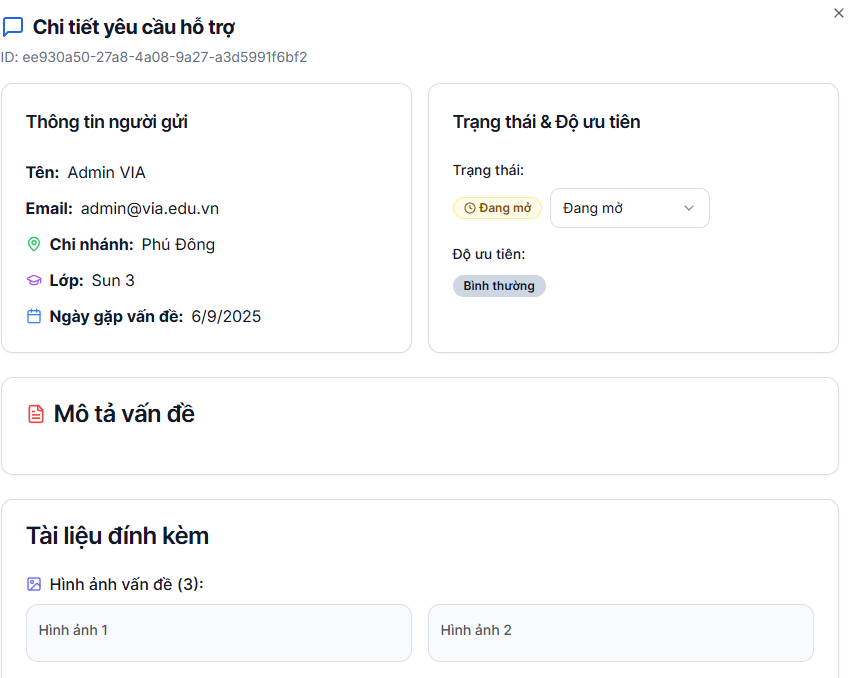 Chi tiết yêu cầu hỗ trợ
ID: ee930a50-27a8-4a08-9a27-a3d5991f6bf2
Thông tin người gửi
Tên: Admin VIA
Email: admin@via.edu.vn
Chi nhánh: Phú Đông
Lớp: Sun 3
Ngày gặp vấn đề: 6/9/2025
Trạng thái & Độ ưu tiên
Trạng thái:
Đang mở Đang mở
Độ ưu tiên:
Bình thường
Mô tả vấn đề
Tài liệu đính kèm
Hình ảnh vấn đề (3):
Hình ảnh 1
Hình ảnh 2